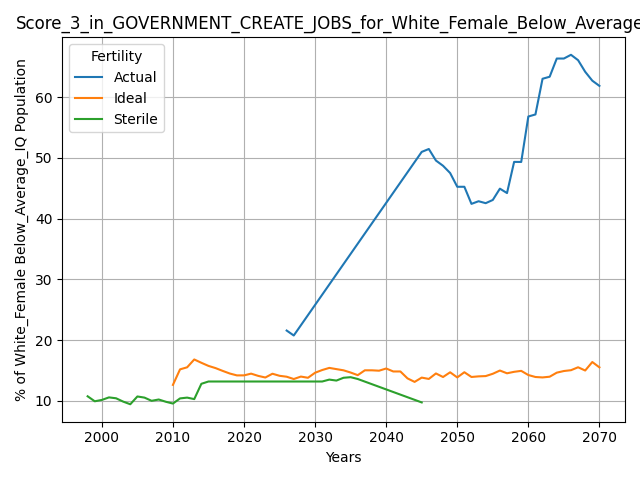 Score_3_in_GOVERNMENT_CREATE_JOBS_for_White_Female_Below_Average
% of White_Female Below_Average_IQ Population
Fertility
Actual
Ideal
Sterile
60
50
40
30
20
10
2000 2010 2020 2030 2040 2050 2060 2070
Years